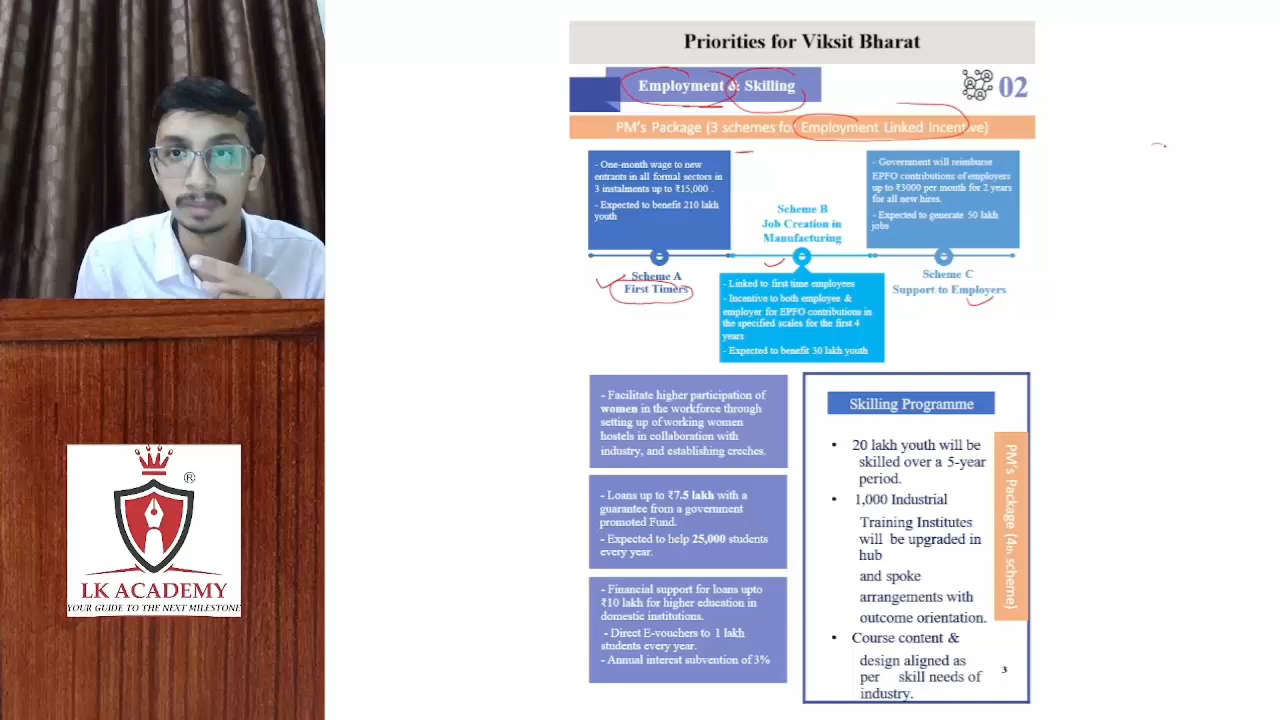 Priorities for Viksit Bharat
Employment & Skilling
02
PM's Package (3 schemes for Employment Linked Incentive)
- One-month wage to new
entrants in all formal sectors in
3 instalments up to ₹15,000 .
- Expected to benefit 210 lakh
youth
Scheme A
First Timers
Scheme B
Job Creation in
Manufacturing
- Linked to first time employees
- Incentive to both employee &
employer for EPFO contributions in
the specified scales for the first 4
years
- Expected to benefit 30 lakh youth
- Government will reimburse
EPFO contributions of employers
up to ₹3000 per month for 2 years
for all new hires.
- Expected to generate 50 lakh
jobs
Scheme C
Support to Employers
- Facilitate higher participation of
women in the workforce through
setting up of working women
hostels in collaboration with
industry, and establishing creches.
- Loans up to ₹7.5 lakh with a
guarantee from a government
promoted Fund.
- Expected to help 25,000 students
every year.
- Financial support for loans upto
₹10 lakh for higher education in
domestic institutions.
- Direct E-vouchers to 1 lakh
students every year.
- Annual interest subvention of 3%
Skilling Programme
• 20 lakh youth will be
skilled over a 5-year
period.
• 1,000 Industrial
Training Institutes
will be upgraded in
hub
and spoke
arrangements with
outcome orientation.
• Course content &
design aligned as
per skill needs of
industry.
PM's Package (4th scheme)
3
®
LK ACADEMY
YOUR GUIDE TO THE NEXT MILESTONE